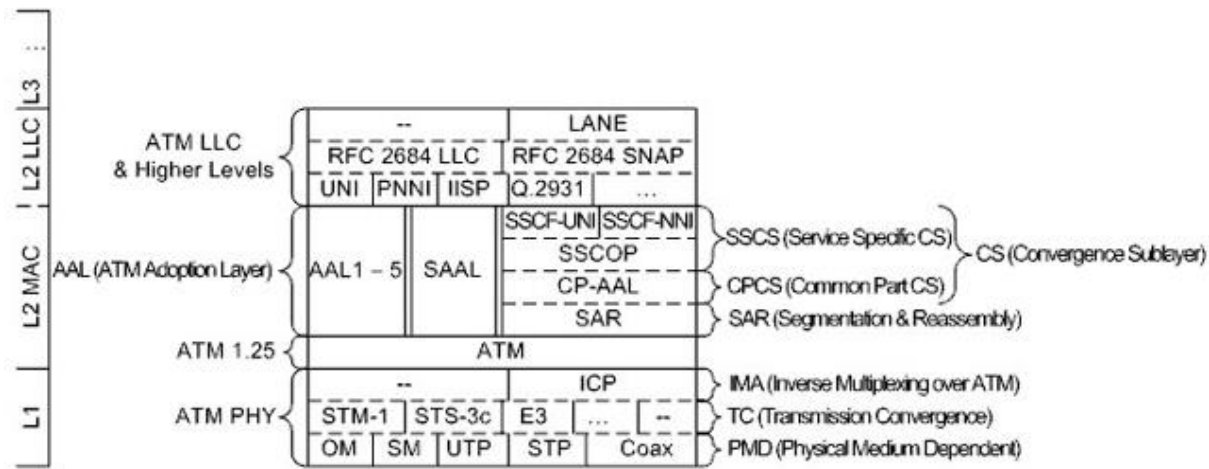 ...
L3
L2 LLC
L2 MAC
L1
ATM LLC
& Higher Levels
-- LANE
RFC 2684 LLC RFC 2684 SNAP
UNI PNNI IISP Q.2931 ...
AAL (ATM Adoption Layer)
AAL1 – 5 SAAL
SSCF-UNI SSCF-NNI
SSCOP
CP-AAL
SAR
SSCS (Service Specific CS)
CPCS (Common Part CS)
CS (Convergence Sublayer)
SAR (Segmentation & Reassembly)
ATM 1.25 ATM
ATM PHY
-- ICP IMA (Inverse Multiplexing over ATM)
STM-1 STS-3c E3 ... -- TC (Transmission Convergence)
OM SM UTP STP Coax PMD (Physical Medium Dependent)